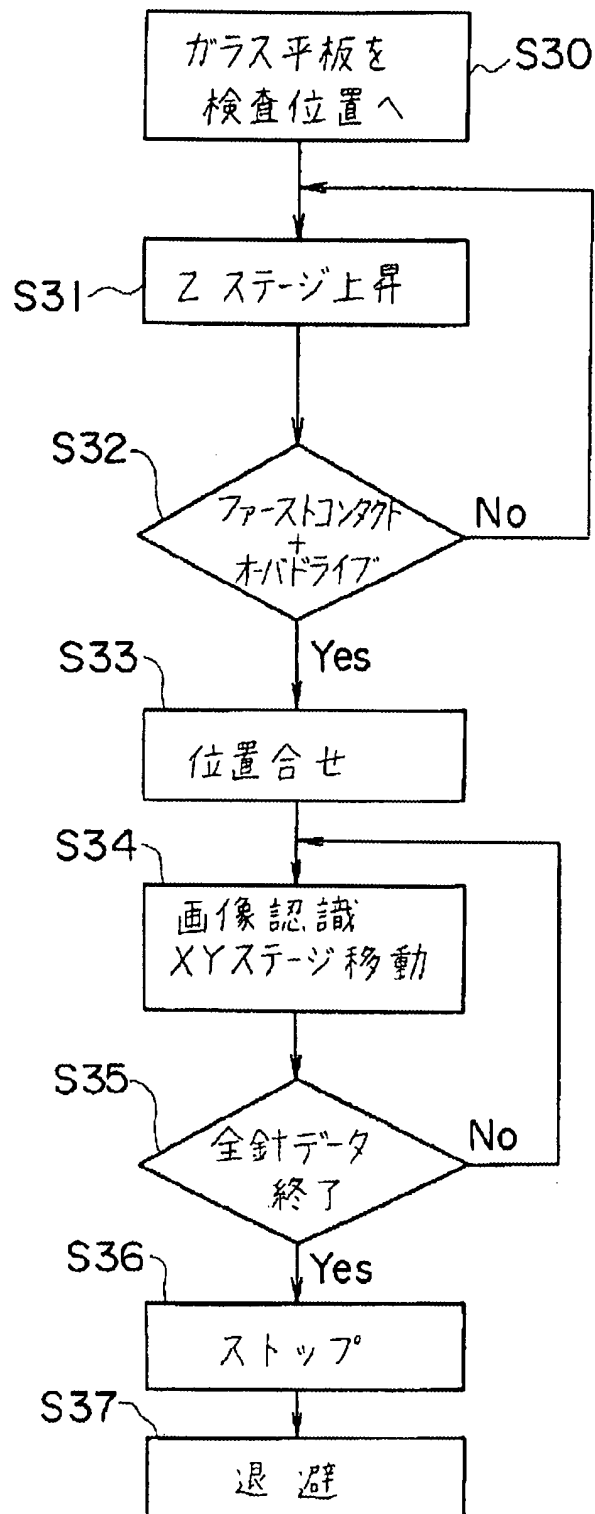 ガラス平板を
検査位置へ
S30
S31
Z ステージ上昇
S32
ファーストコンタクト
+
オーバドライブ
No
Yes
S33
位置合せ
S34
画像認識
XYステージ移動
S35
全針データ
終了
No
Yes
S36
ストップ
S37
退避